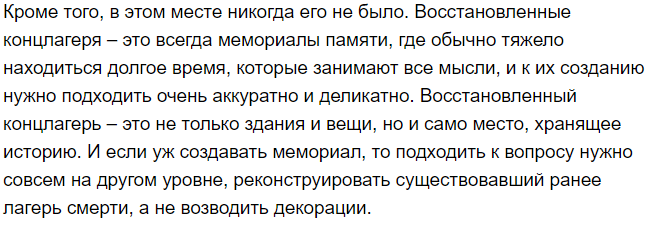 Кроме того, в этом месте никогда его не было. Восстановленные
концлагеря – это всегда мемориалы памяти, где обычно тяжело
находиться долгое время, которые занимают все мысли, и к их созданию
нужно подходить очень аккуратно и деликатно. Восстановленный
концлагерь – это не только здания и вещи, но и само место, хранящее
историю. И если уж создавать мемориал, то подходить к вопросу нужно
совсем на другом уровне, реконструировать существовавший ранее
лагерь смерти, а не возводить декорации.